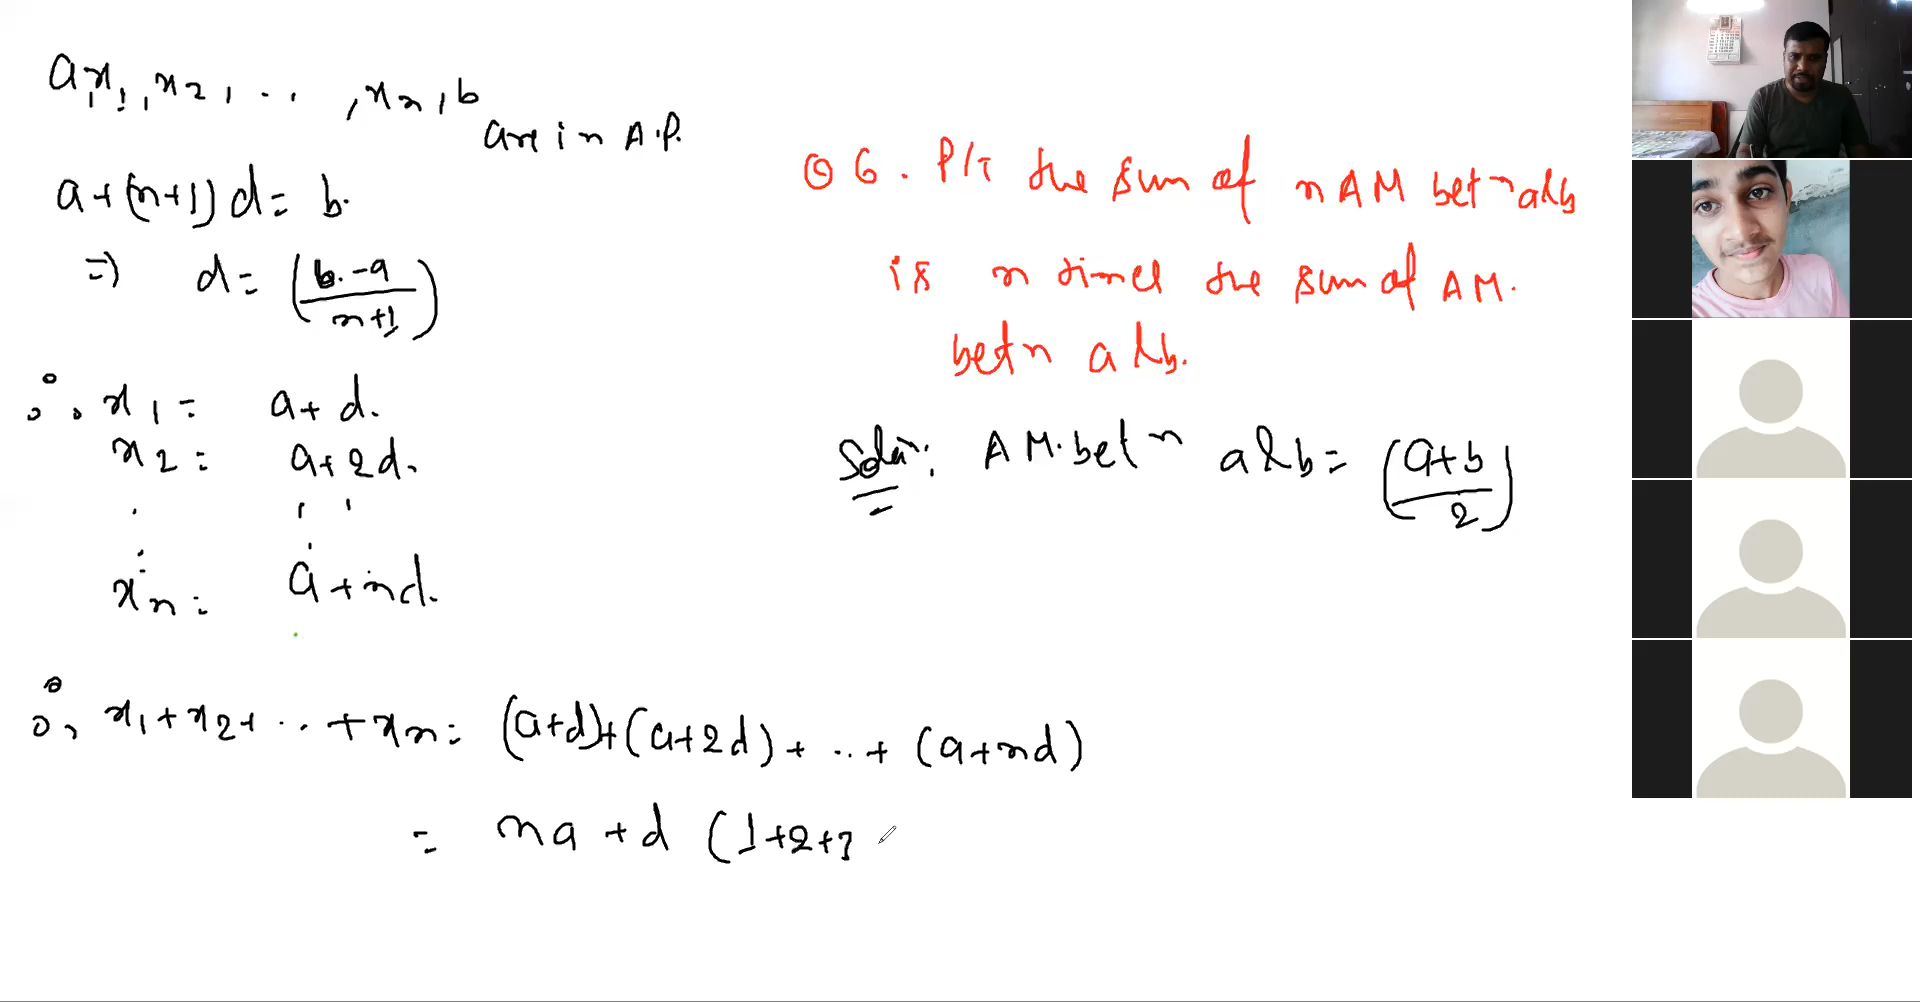 a, x₁, x₂, . . , xₙ, b
are in A.P.
a+(n+1)d = b.
⇒ d = (b-a/n+1)
∴ x₁ = a+d.
x₂ = a+2d.
xₙ = a+nd.
Q6. P/T the sum of n AM betⁿ a&b
is n times the sum of AM.
betn a&b.
Solⁿ: AM. betⁿ a&b = (a+b/2)
∴ x₁+x₂+ ... +xₙ = (a+d)+(a+2d)+ ..+ (a+nd)
= na +d (1+2+3